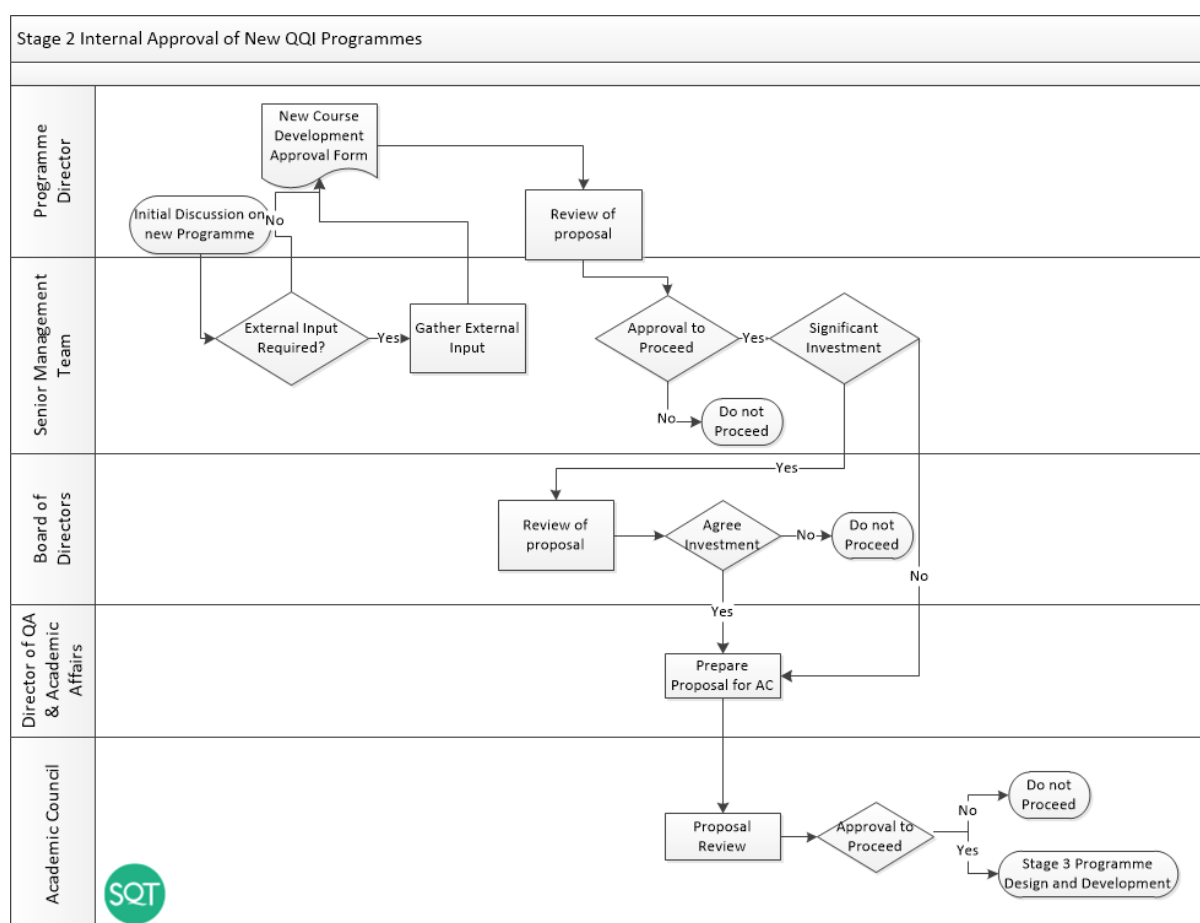 Stage 2 Internal Approval of New QQI Programmes
Programme
Director
New Course
Development
Approval Form
Initial Discussion on
new Programme
No
Review of
proposal
Senior Management
Team
External Input
Required?
Yes
Gather External
Input
Approval to
Proceed
Yes
Significant
Investment
No
Do not
Proceed
Yes
Board of
Directors
Review of
proposal
Agree
Investment
No
Do not
Proceed
No
Yes
Director of QA
& Academic
Affairs
Prepare
Proposal for AC
Academic Council
Proposal
Review
Approval to
Proceed
No
Do not
Proceed
Yes
Stage 3 Programme
Design and Development
SQT